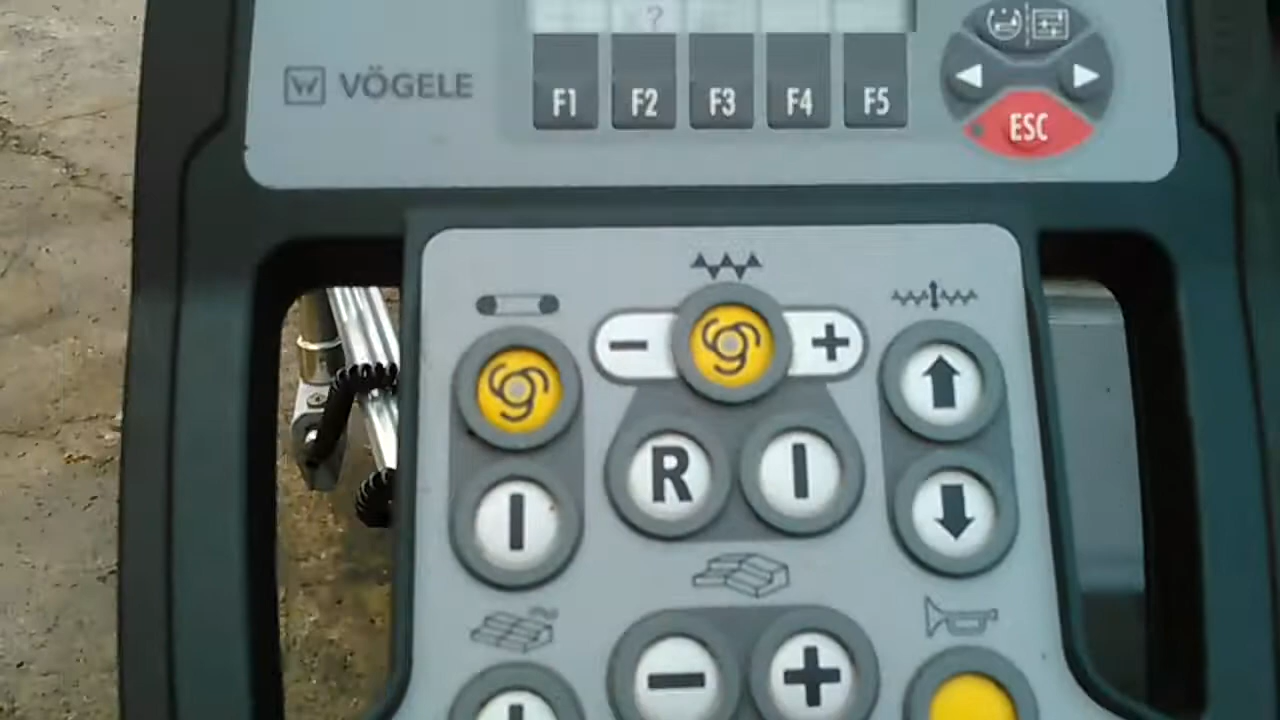 ?
VÖGELE
F1 F2 F3 F4 F5
ESC
− +
R I
I
− +